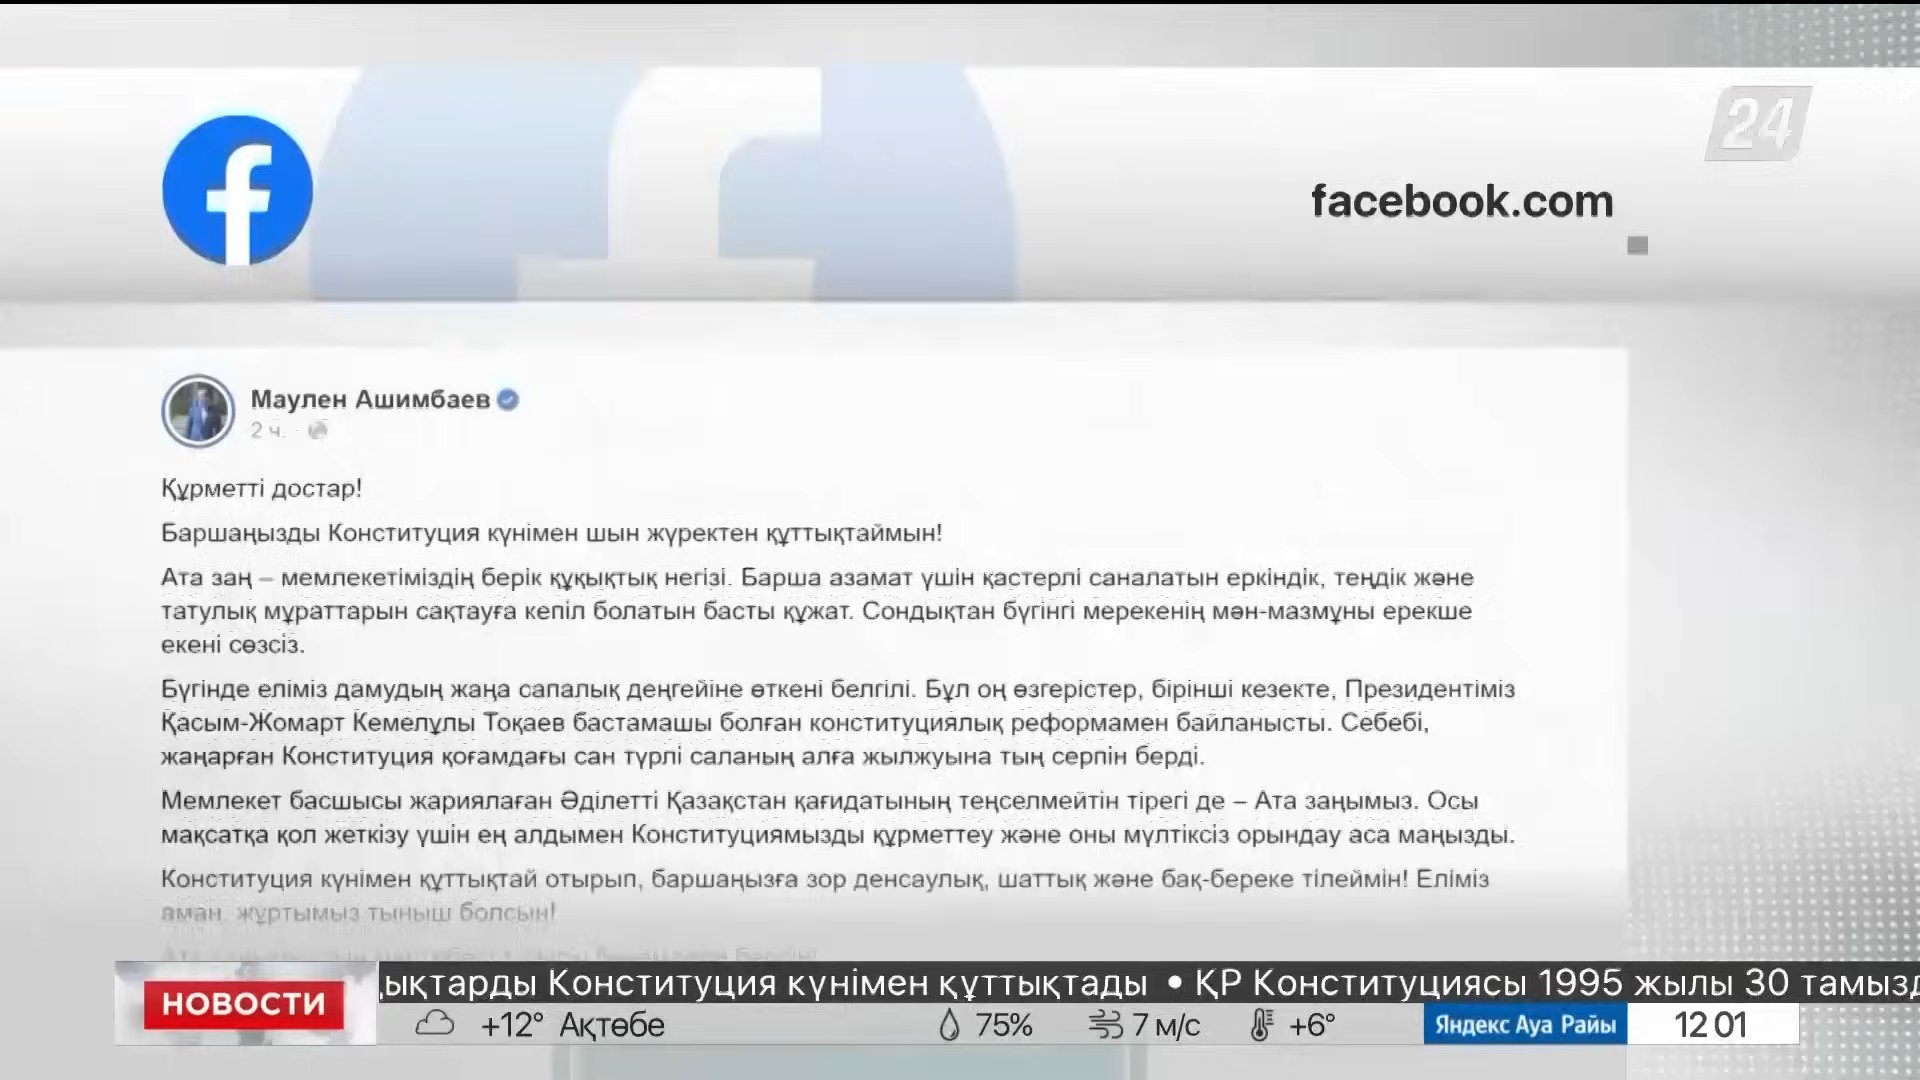 24
facebook.com
Маулен Ашимбаев
2 ч.
Құрметті достар!
Баршаңызды Конституция күнімен шын жүректен құттықтаймын!
Ата заң – мемлекетіміздің берік құқықтық негізі. Барша азамат үшін қастерлі саналатын еркіндік, теңдік және
татулық мұраттарын сақтауға кепіл болатын басты құжат. Сондықтан бүгінгі мерекенің мән-мазмұны ерекше
екені сөзсіз.
Бүгінде еліміз дамудың жаңа сапалық деңгейіне өткені белгілі. Бұл оң өзгерістер, бірінші кезекте, Президентіміз
Қасым-Жомарт Кемелұлы Тоқаев бастамашы болған конституциялық реформамен байланысты. Себебі,
жаңарған Конституция қоғамдағы сан түрлі саланың алға жылжуына тың серпін берді.
Мемлекет басшысы жариялаған Әділетті Қазақстан қағидатының теңселмейтін тірегі де – Ата заңымыз. Осы
мақсатқа қол жеткізу үшін ең алдымен Конституциямызды құрметтеу және оны мүлтіксіз орындау аса маңызды.
Конституция күнімен құттықтай отырып, баршаңызға зор денсаулық, шаттық және бақ-береке тілеймін! Еліміз
аман, жұртымыз тыныш болсын!
НОВОСТИ
ықтарды Конституция күнімен құттықтады • ҚР Конституциясы 1995 жылы 30 тамызд
+12° Ақтөбе 75% 7 м/с +6° Яндекс Ауа Райы 12 01